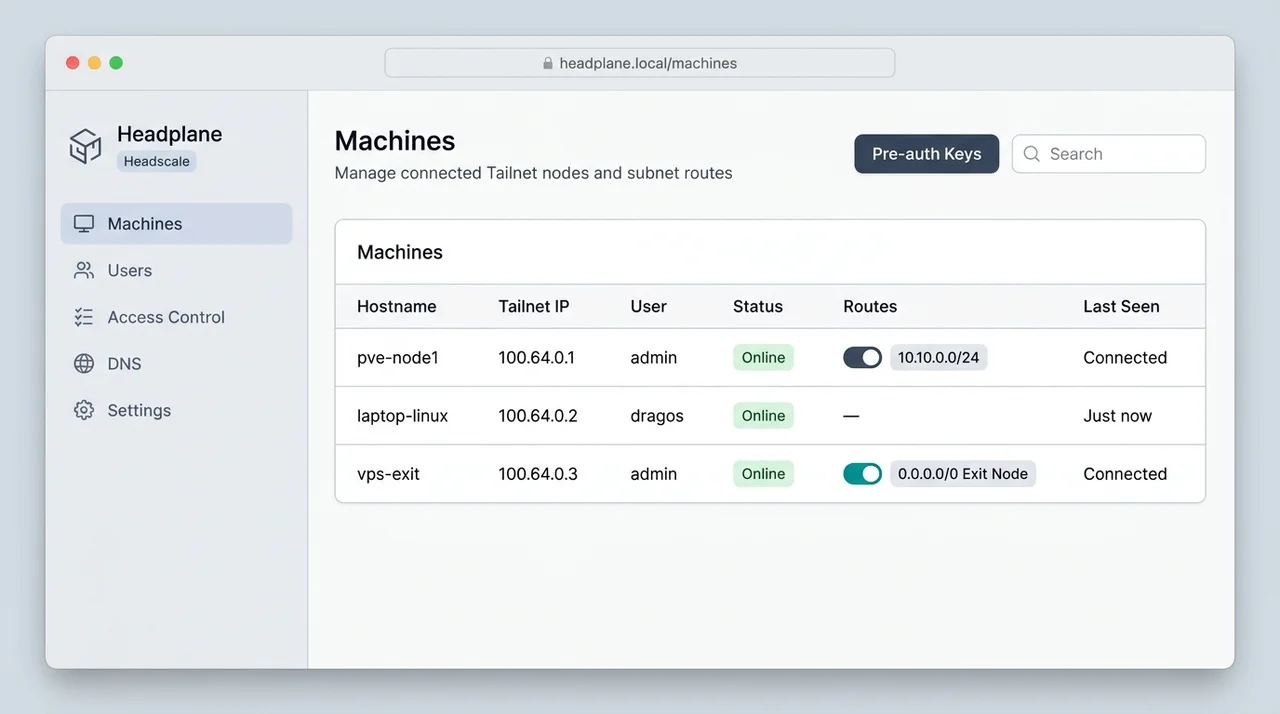 headplane.local/machines
Headplane
Headscale
Machines
Users
Access Control
DNS
Settings
Machines
Manage connected Tailnet nodes and subnet routes
Pre-auth Keys
Search
Machines
Hostname Tailnet IP User Status Routes Last Seen
pve-node1 100.64.0.1 admin Online 10.10.0.0/24 Connected
laptop-linux 100.64.0.2 dragos Online — Just now
vps-exit 100.64.0.3 admin Online 0.0.0.0/0 Exit Node Connected